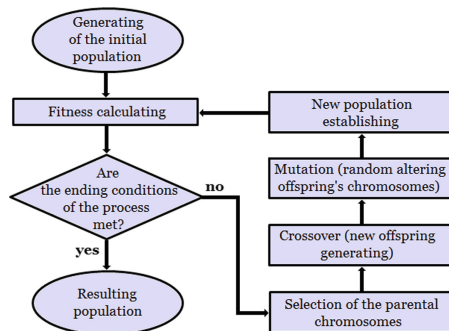 Generating
of the initial
population
Fitness calculating
Are
the ending conditions
of the process
met?
no
yes
Resulting
population
New population
establishing
Mutation (random altering
offspring's chromosomes)
Crossover (new offspring
generating)
Selection of the parental
chromosomes